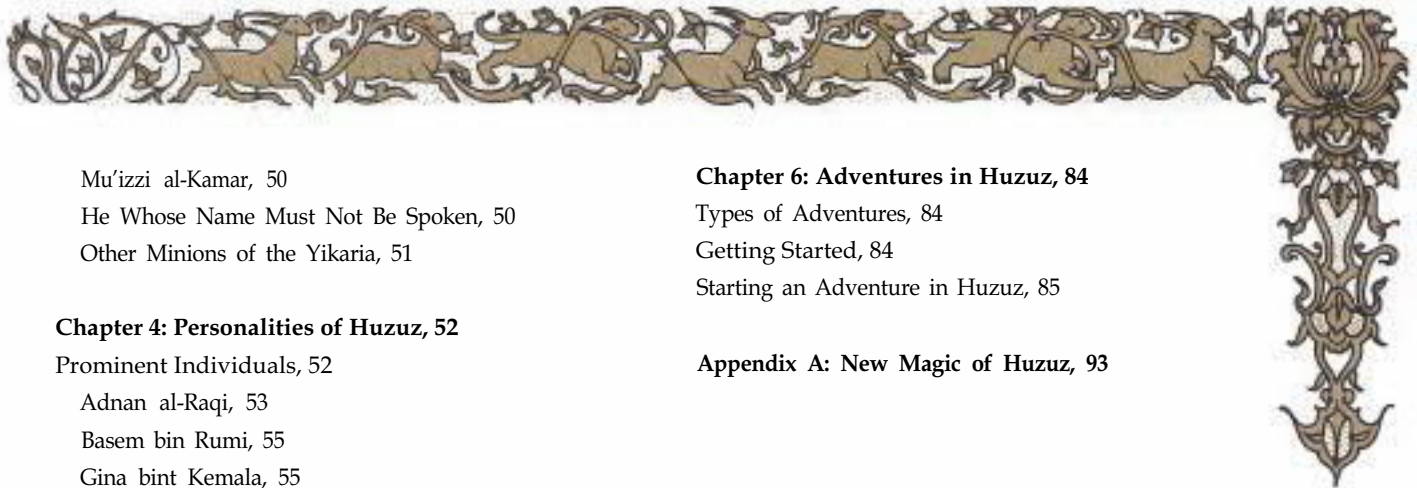 Mu'izzi al-Kamar, 50
He Whose Name Must Not Be Spoken, 50
Other Minions of the Yikaria, 51
Chapter 4: Personalities of Huzuz, 52
Prominent Individuals, 52
Adnan al-Raqi, 53
Basem bin Rumi, 55
Gina bint Kemala, 55
Chapter 6: Adventures in Huzuz, 84
Types of Adventures, 84
Getting Started, 84
Starting an Adventure in Huzuz, 85
Appendix A: New Magic of Huzuz, 93